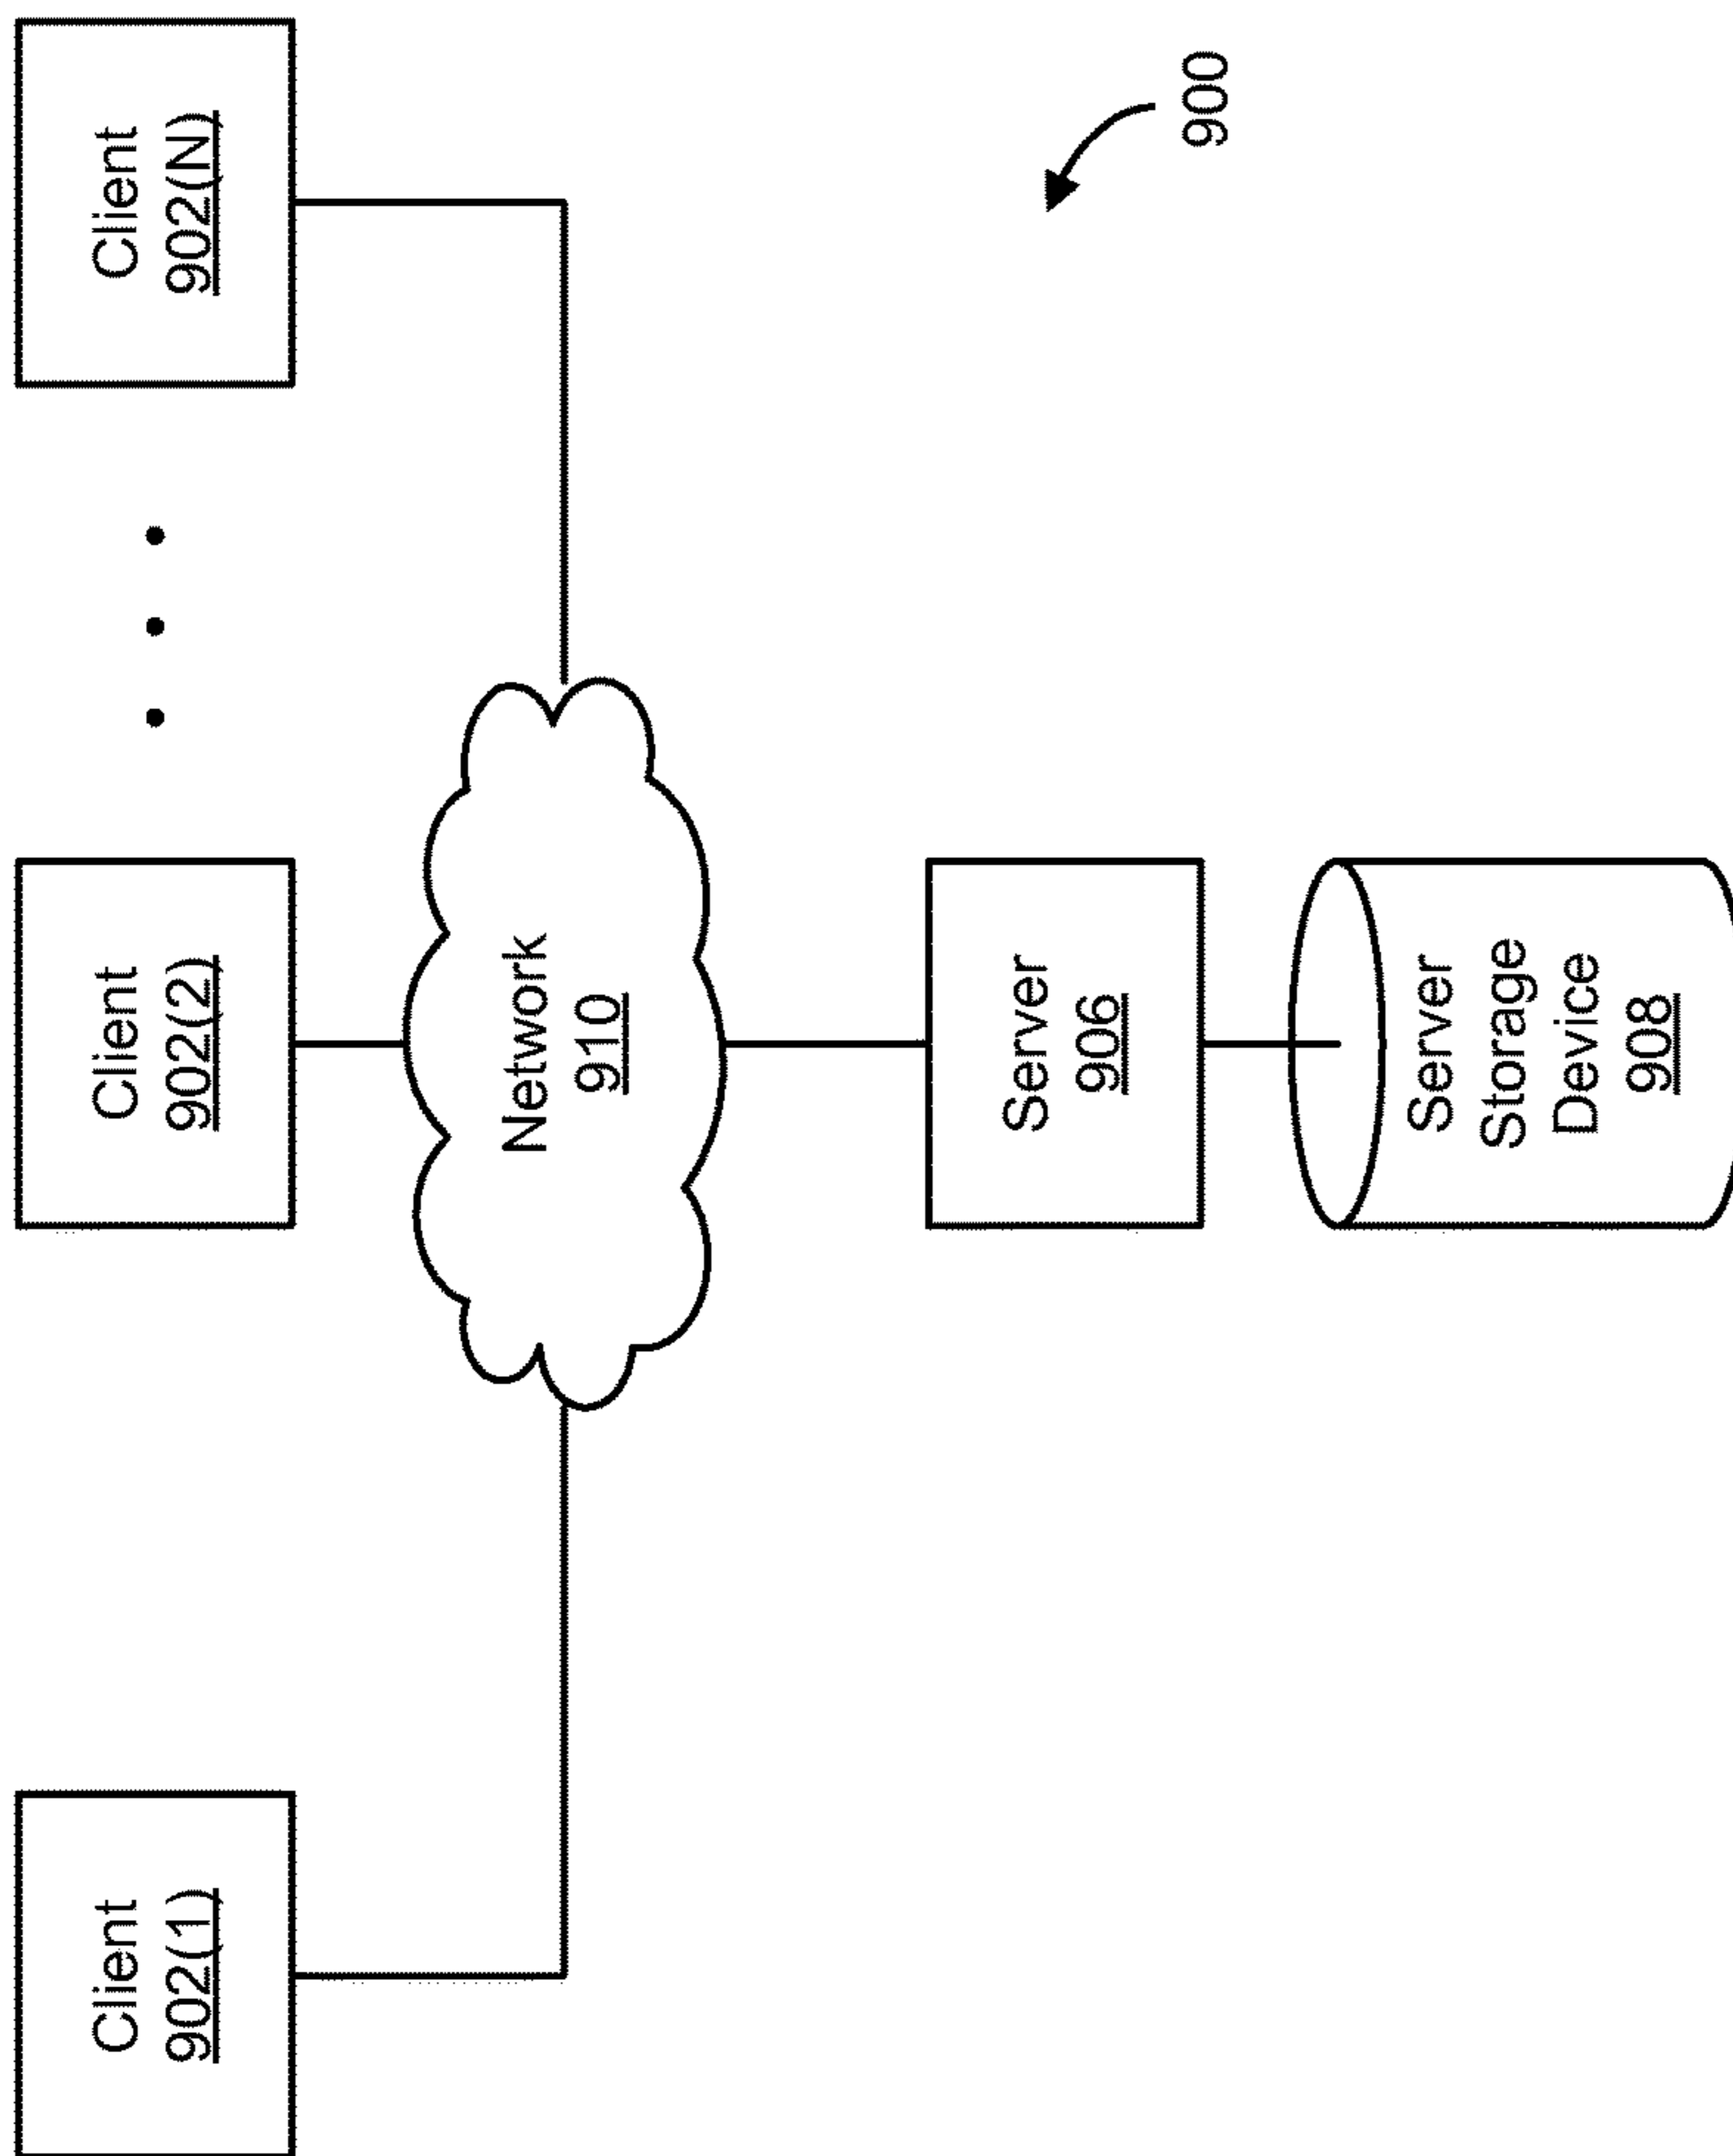 Client
902(1)
Client
902(2)
Client
902(N)
Network
910
Server
906
Server
Storage
Device
908
900